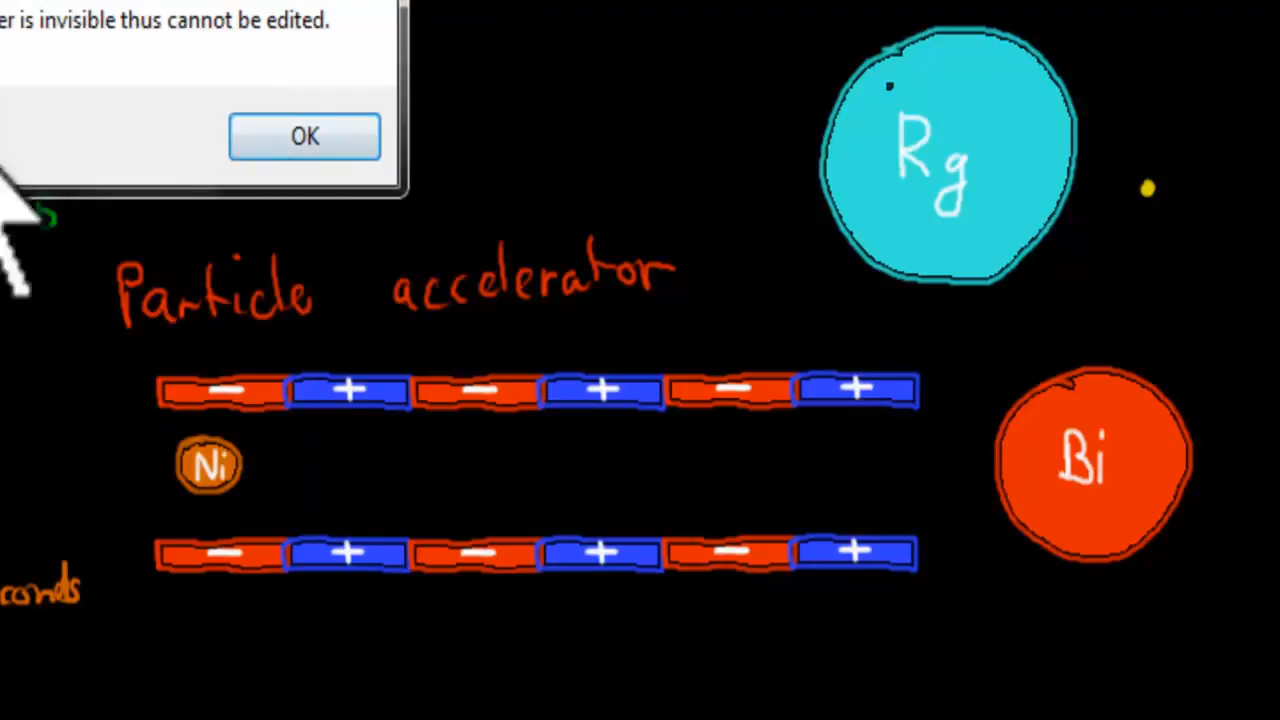 er is invisible thus cannot be edited.
OK
Rg
Particle accelerator
- + - + - +
Ni
Bi
- + - + - +
conds